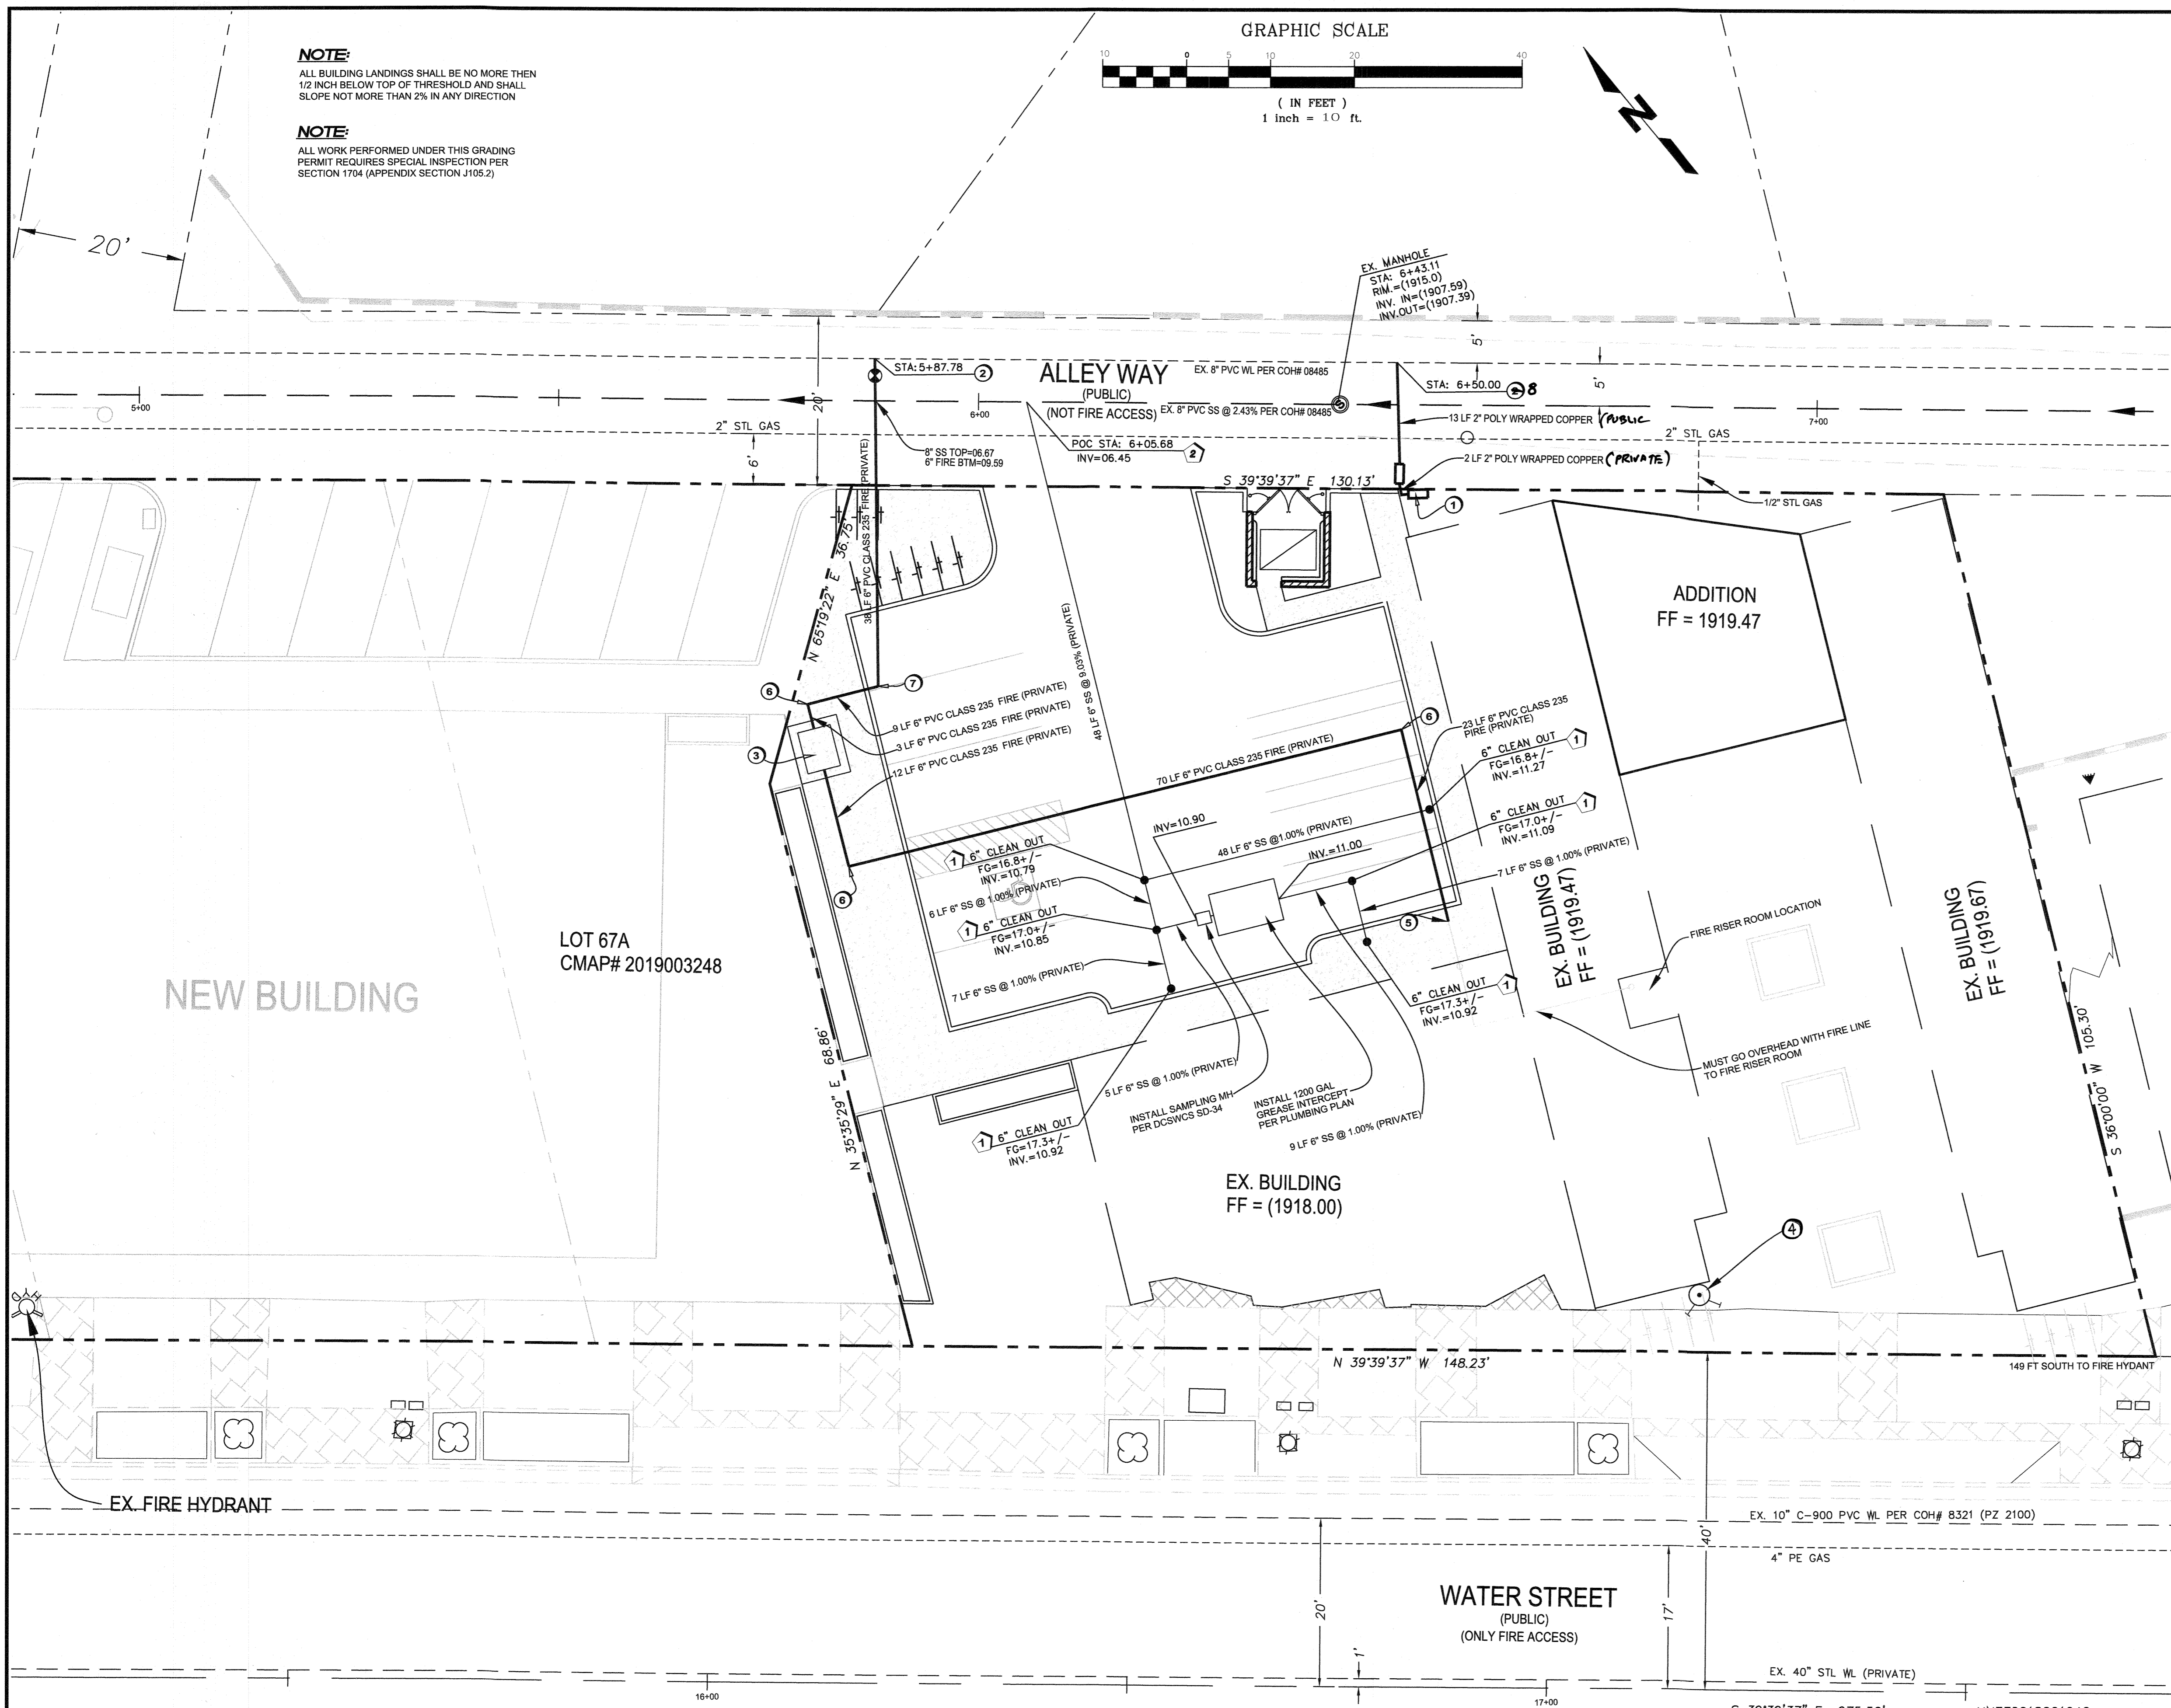 GRAPHIC SCALE
10 0 5 10 20 40
( IN FEET )
1 inch = 10 ft.
N
NOTE:
ALL BUILDING LANDINGS SHALL BE NO MORE THEN
1/2 INCH BELOW TOP OF THRESHOLD AND SHALL
SLOPE NOT MORE THAN 2% IN ANY DIRECTION
NOTE:
ALL WORK PERFORMED UNDER THIS GRADING
PERMIT REQUIRES SPECIAL INSPECTION PER
SECTION 1704 (APPENDIX SECTION J105.2)
20'
EX. MANHOLE
STA: 6+43.11
RIM.=(1915.0)
INV. IN=(1907.59)
INV.OUT=(1907.39)
5'
5'
STA: 5+87.78 2
ALLEY WAY
(PUBLIC)
(NOT FIRE ACCESS)
EX. 8" PVC WL PER COH# 08485
EX. 8" PVC SS @ 2.43% PER COH# 08485
S
STA: 6+50.00 8
5+00
6+00
7+00
20'
13 LF 2" POLY WRAPPED COPPER (PUBLIC
2" STL GAS
2" STL GAS
6'
8" SS TOP=06.67
6" FIRE BTM=09.59
POC STA: 6+05.68
INV=06.45
2
2 LF 2" POLY WRAPPED COPPER (PRIVATE)
S 39°39'37" E 130.13'
1/2" STL GAS
1
38 LF 6" PVC CLASS 235 FIRE (PRIVATE)
N 65°19'22" E 36.75'
48 LF 6" SS @ 9.03% (PRIVATE)
ADDITION
FF = 1919.47
6
7
9 LF 6" PVC CLASS 235 FIRE (PRIVATE)
3 LF 6" PVC CLASS 235 FIRE (PRIVATE)
12 LF 6" PVC CLASS 235 FIRE (PRIVATE)
3
6
23 LF 6" PVC CLASS 235
PIRE (PRIVATE)
70 LF 6" PVC CLASS 235 FIRE (PRIVATE)
6" CLEAN OUT 1
FG=16.8+/-
INV.=11.27
6" CLEAN OUT 1
FG=17.0+/-
INV.=11.09
INV=10.90
48 LF 6" SS @1.00% (PRIVATE)
INV.=11.00
7 LF 6" SS @ 1.00% (PRIVATE)
1 6" CLEAN OUT
FG=16.8+/-
INV.=10.79
6 LF 6" SS @ 1.00% (PRIVATE)
6
1 6" CLEAN OUT
FG=17.0+/-
INV.=10.85
5
7 LF 6" SS @ 1.00% (PRIVATE)
LOT 67A
CMAP# 2019003248
NEW BUILDING
EX. BUILDING
FF = (1919.47)
FIRE RISER ROOM LOCATION
EX. BUILDING
FF = (1919.67)
6" CLEAN OUT 1
FG=17.3+/-
INV.=10.92
MUST GO OVERHEAD WITH FIRE LINE
TO FIRE RISER ROOM
N 35°35'29" E 68.86'
S 36°00'00" W 105.30'
5 LF 6" SS @ 1.00% (PRIVATE)
INSTALL SAMPLING MH
PER DCSWCS SD-34
INSTALL 1200 GAL
GREASE INTERCEPT
PER PLUMBING PLAN
9 LF 6" SS @ 1.00% (PRIVATE)
1 6" CLEAN OUT
FG=17.3+/-
INV.=10.92
EX. BUILDING
FF = (1918.00)
4
N 39°39'37" W 148.23'
149 FT SOUTH TO FIRE HYDANT
EX. FIRE HYDRANT
EX. 10" C-900 PVC WL PER COH# 8321 (PZ 2100)
4" PE GAS
40'
20'
17'
WATER STREET
(PUBLIC)
(ONLY FIRE ACCESS)
1'
EX. 40" STL WL (PRIVATE)
16+00
17+00